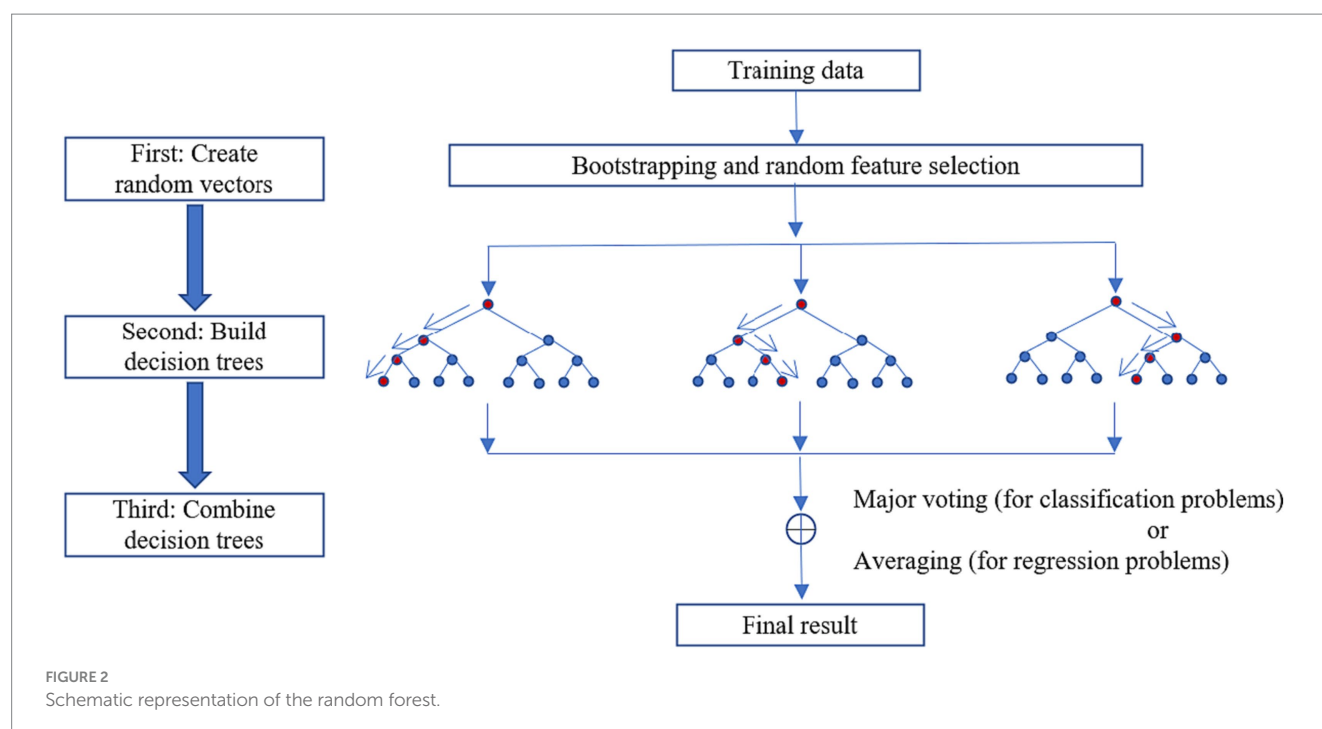 First: Create
random vectors
Second: Build
decision trees
Third: Combine
decision trees
Training data
Bootstrapping and random feature selection
Major voting (for classification problems)
or
Averaging (for regression problems)
Final result
FIGURE 2
Schematic representation of the random forest.